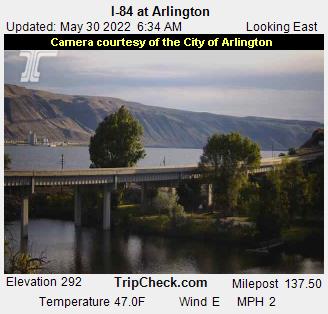 I-84 at Arlington
Updated: May 30 2022 6:34 AM Looking East
Camera courtesy of the City of Arlington
Elevation 292 TripCheck.com Milepost 137.50
Temperature 47.0F Wind E MPH 2